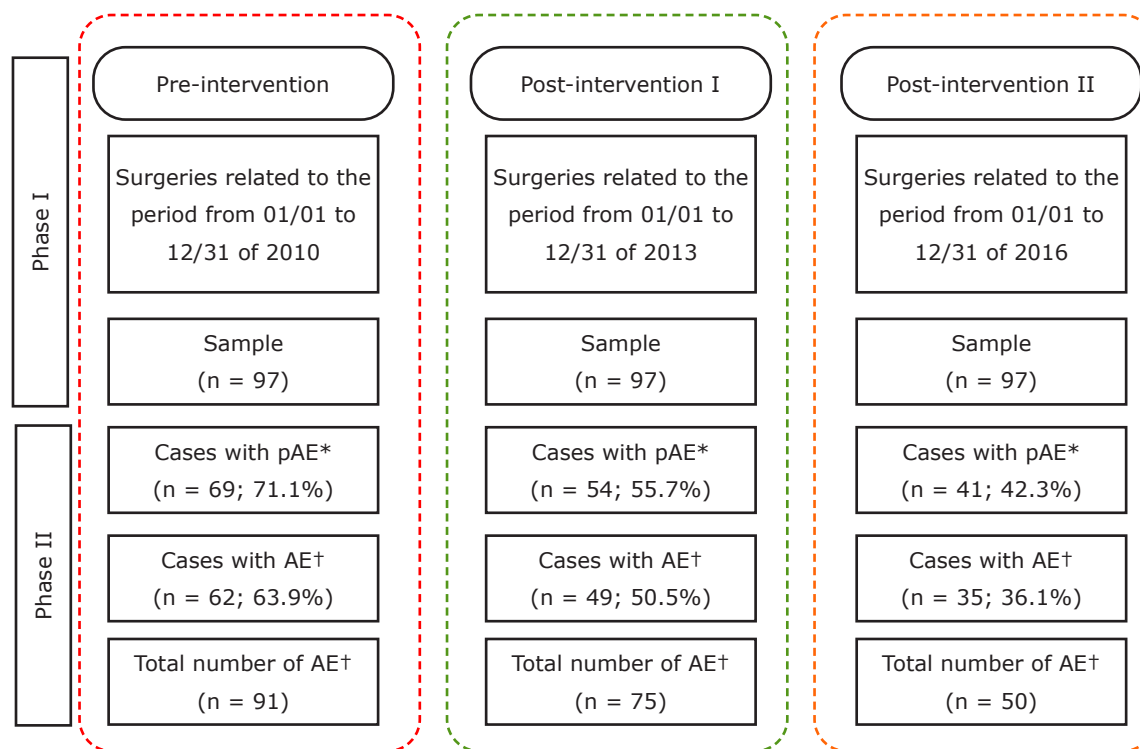 Phase I
Phase II
Pre-intervention
Surgeries related to the
period from 01/01 to
12/31 of 2010
Sample
(n = 97)
Cases with pAE*
(n = 69; 71.1%)
Cases with AE†
(n = 62; 63.9%)
Total number of AE†
(n = 91)
Post-intervention I
Surgeries related to the
period from 01/01 to
12/31 of 2013
Sample
(n = 97)
Cases with pAE*
(n = 54; 55.7%)
Cases with AE†
(n = 49; 50.5%)
Total number of AE†
(n = 75)
Post-intervention II
Surgeries related to the
period from 01/01 to
12/31 of 2016
Sample
(n = 97)
Cases with pAE*
(n = 41; 42.3%)
Cases with AE†
(n = 35; 36.1%)
Total number of AE†
(n = 50)